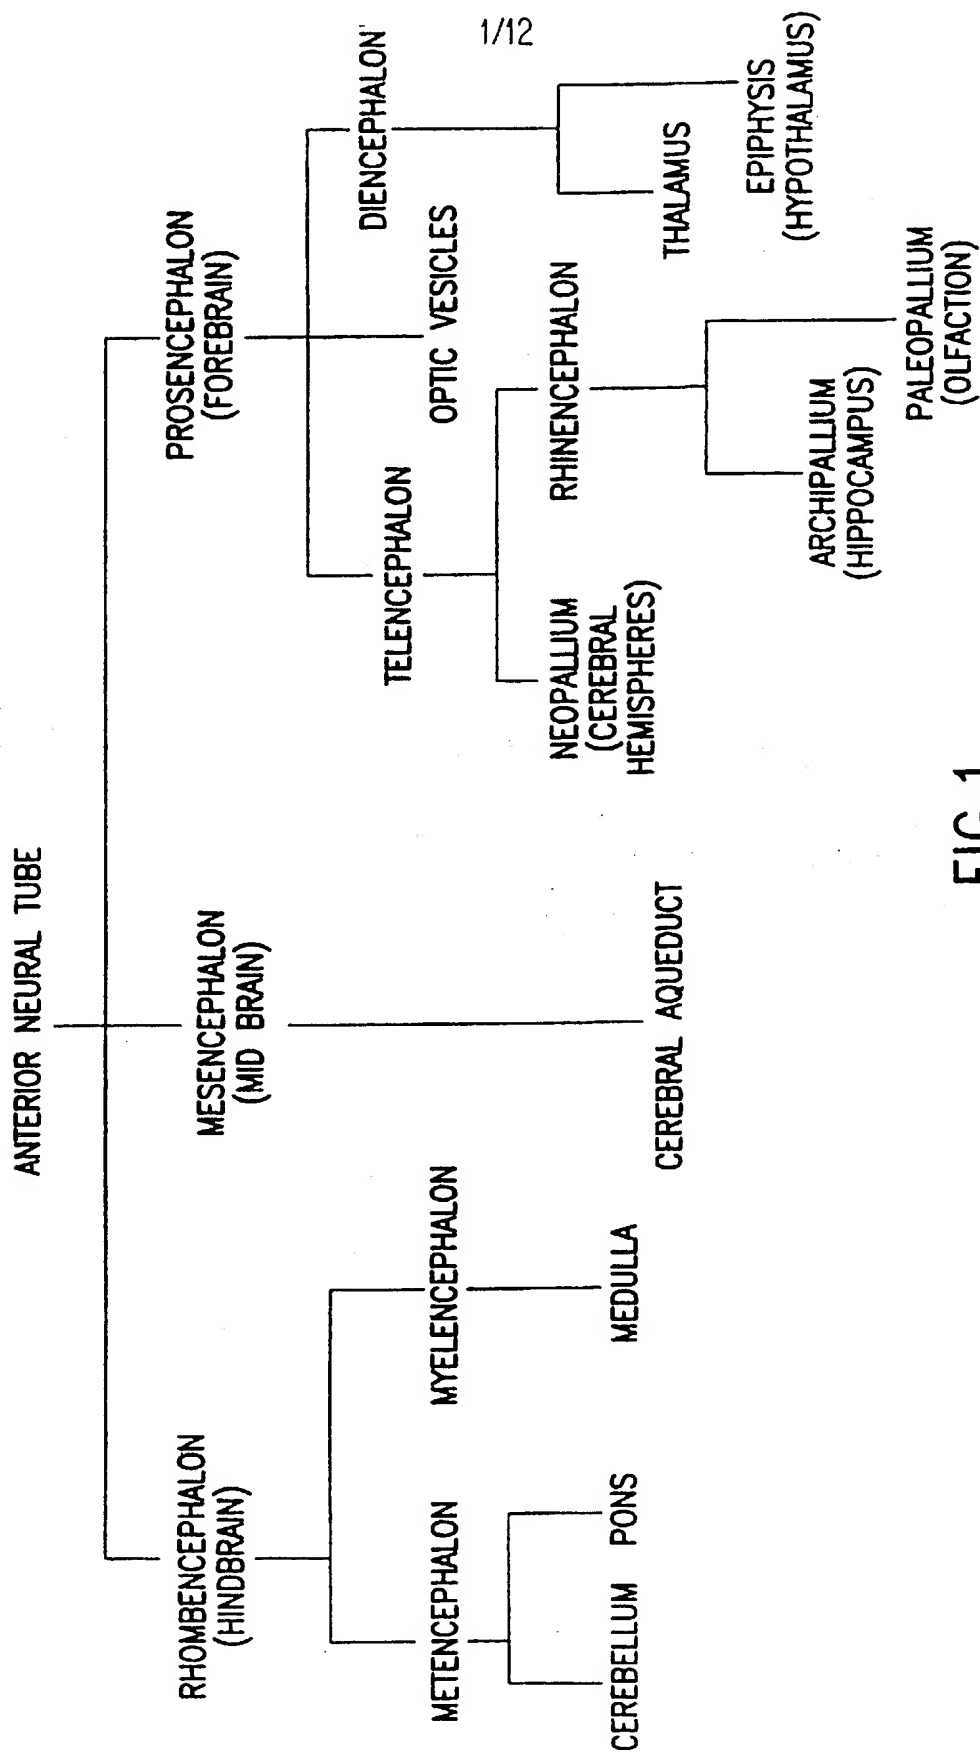 1/12
ANTERIOR NEURAL TUBE
RHOMBENCEPHALON
(HINDBRAIN)
MESENCEPHALON
(MID BRAIN)
PROSENCEPHALON
(FOREBRAIN)
METENCEPHALON
MYELENCEPHALON
TELENCEPHALON
OPTIC VESICLES
DIENCEPHALON
CEREBELLUM
PONS
MEDULLA
CEREBRAL AQUEDUCT
NEOPALLIUM
(CEREBRAL
HEMISPHERES)
RHINENCEPHALON
THALAMUS
EPIPHYSIS
(HYPOTHALAMUS)
ARCHIPALLIUM
(HIPPOCAMPUS)
PALEOPALLIUM
(OLFACTION)
FIG. 1